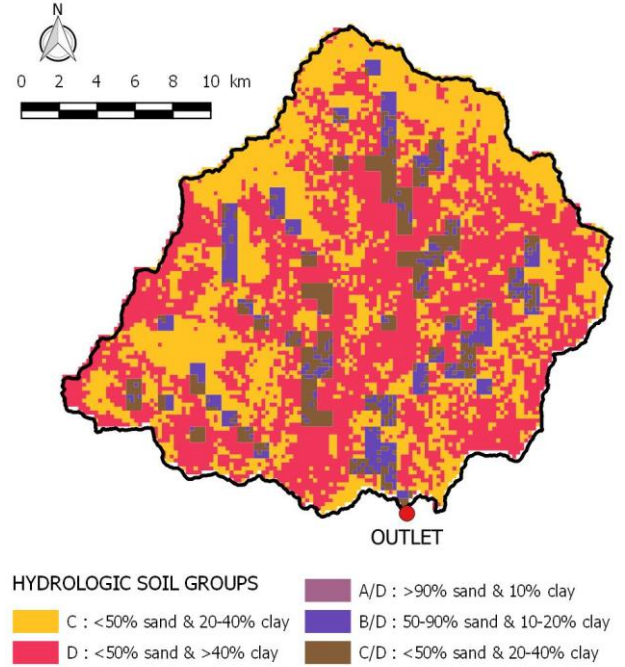 N
0 2 4 6 8 10 km
OUTLET
HYDROLOGIC SOIL GROUPS
C : <50% sand & 20-40% clay
D : <50% sand & >40% clay
A/D : >90% sand & 10% clay
B/D : 50-90% sand & 10-20% clay
C/D : <50% sand & 20-40% clay